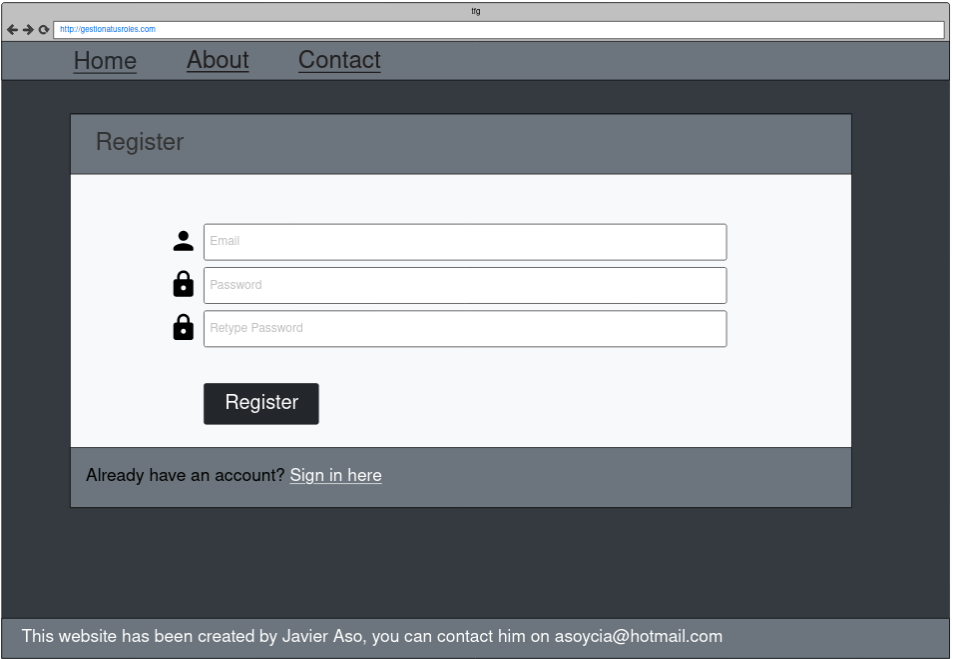 tfg
http://gestionatusroles.com
Home About Contact
Register
Email
Password
Retype Password
Register
Already have an account? Sign in here
This website has been created by Javier Aso, you can contact him on asoycia@hotmail.com